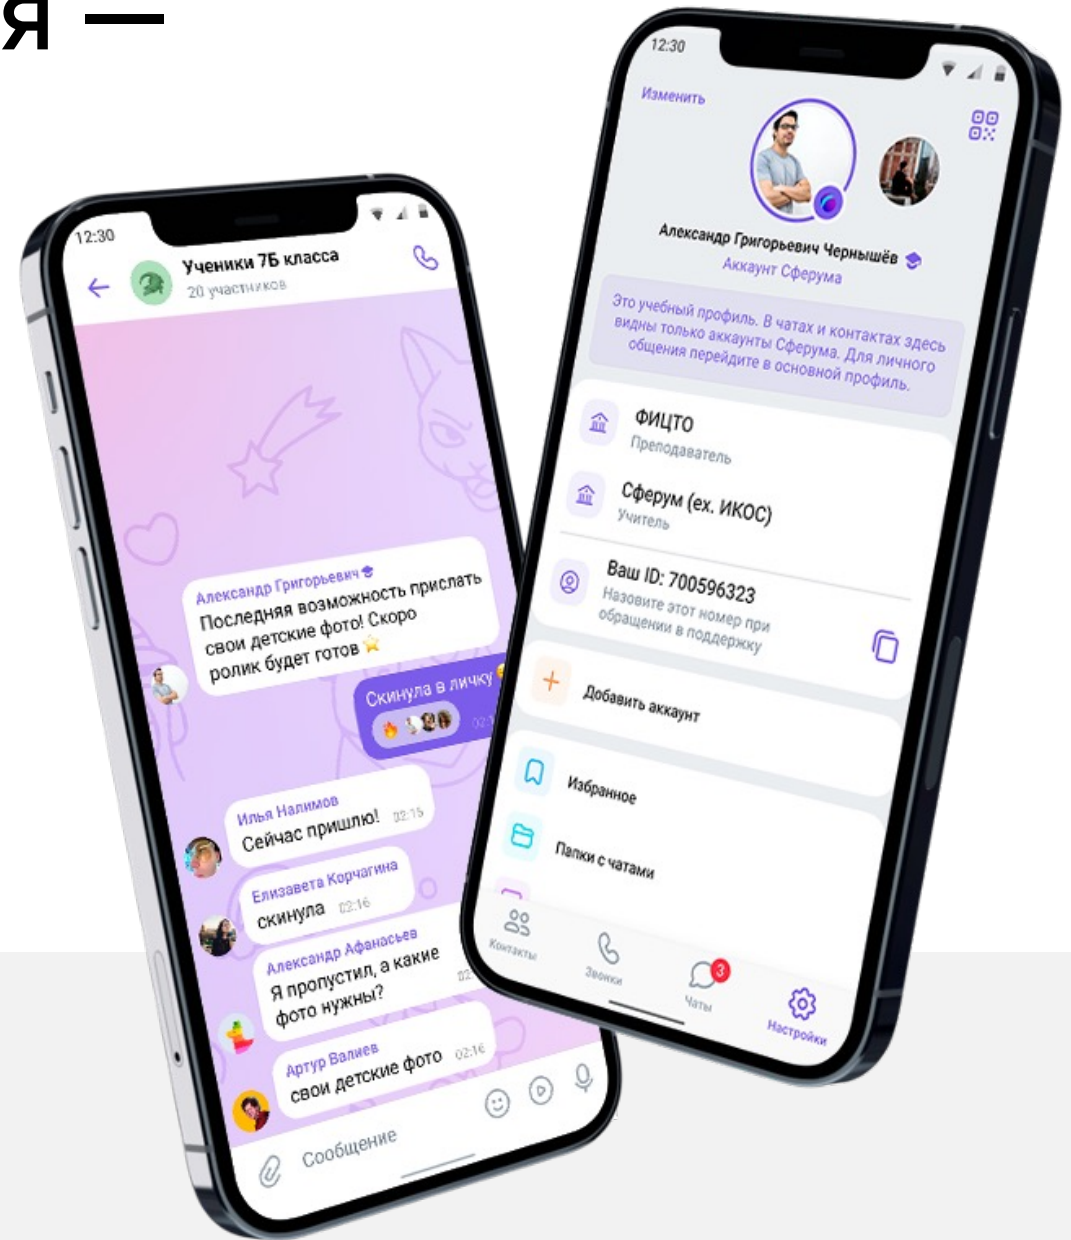 я —
12:30
Ученики 7Б класса
20 участников
Александр Григорьевич
Последняя возможность прислать
свои детские фото! Скоро
ролик будет готов
Скинула в личку
Илья Налимов
Сейчас пришлю! 02:15
Елизавета Корчагина
скинула 02:16
Александр Афанасьев
Я пропустил, а какие
фото нужны?
Артур Валиев
свои детские фото 02:16
Сообщение
12:30
Изменить
Александр Григорьевич Чернышёв
Аккаунт Сферума
Это учебный профиль. В чатах и контактах здесь
видны только аккаунты Сферума. Для личного
общения перейдите в основной профиль.
ФИЦТО
Преподаватель
Сферум (ex. ИКОС)
Учитель
Ваш ID: 700596323
Назовите этот номер при
обращении в поддержку
Добавить аккаунт
Избранное
Папки с чатами
Контакты
Звонки
Чаты 3
Настройки